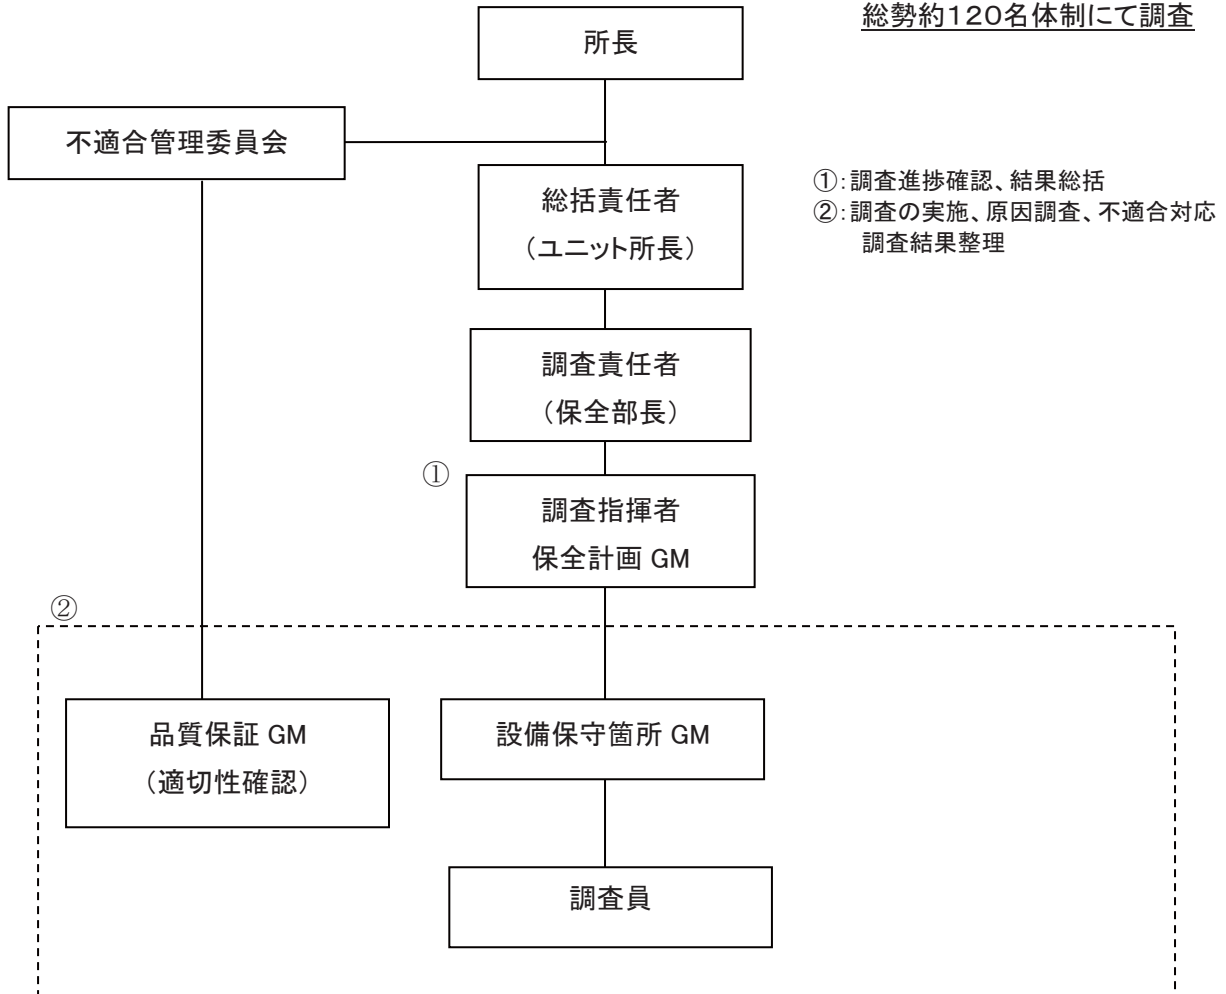 総勢約120名体制にて調査
所長
不適合管理委員会
総括責任者
（ユニット所長）
①：調査進捗確認、結果総括
②：調査の実施、原因調査、不適合対応
調査結果整理
調査責任者
（保全部長）
①
調査指揮者
保全計画 GM
②
品質保証 GM
（適切性確認）
設備保守箇所 GM
調査員